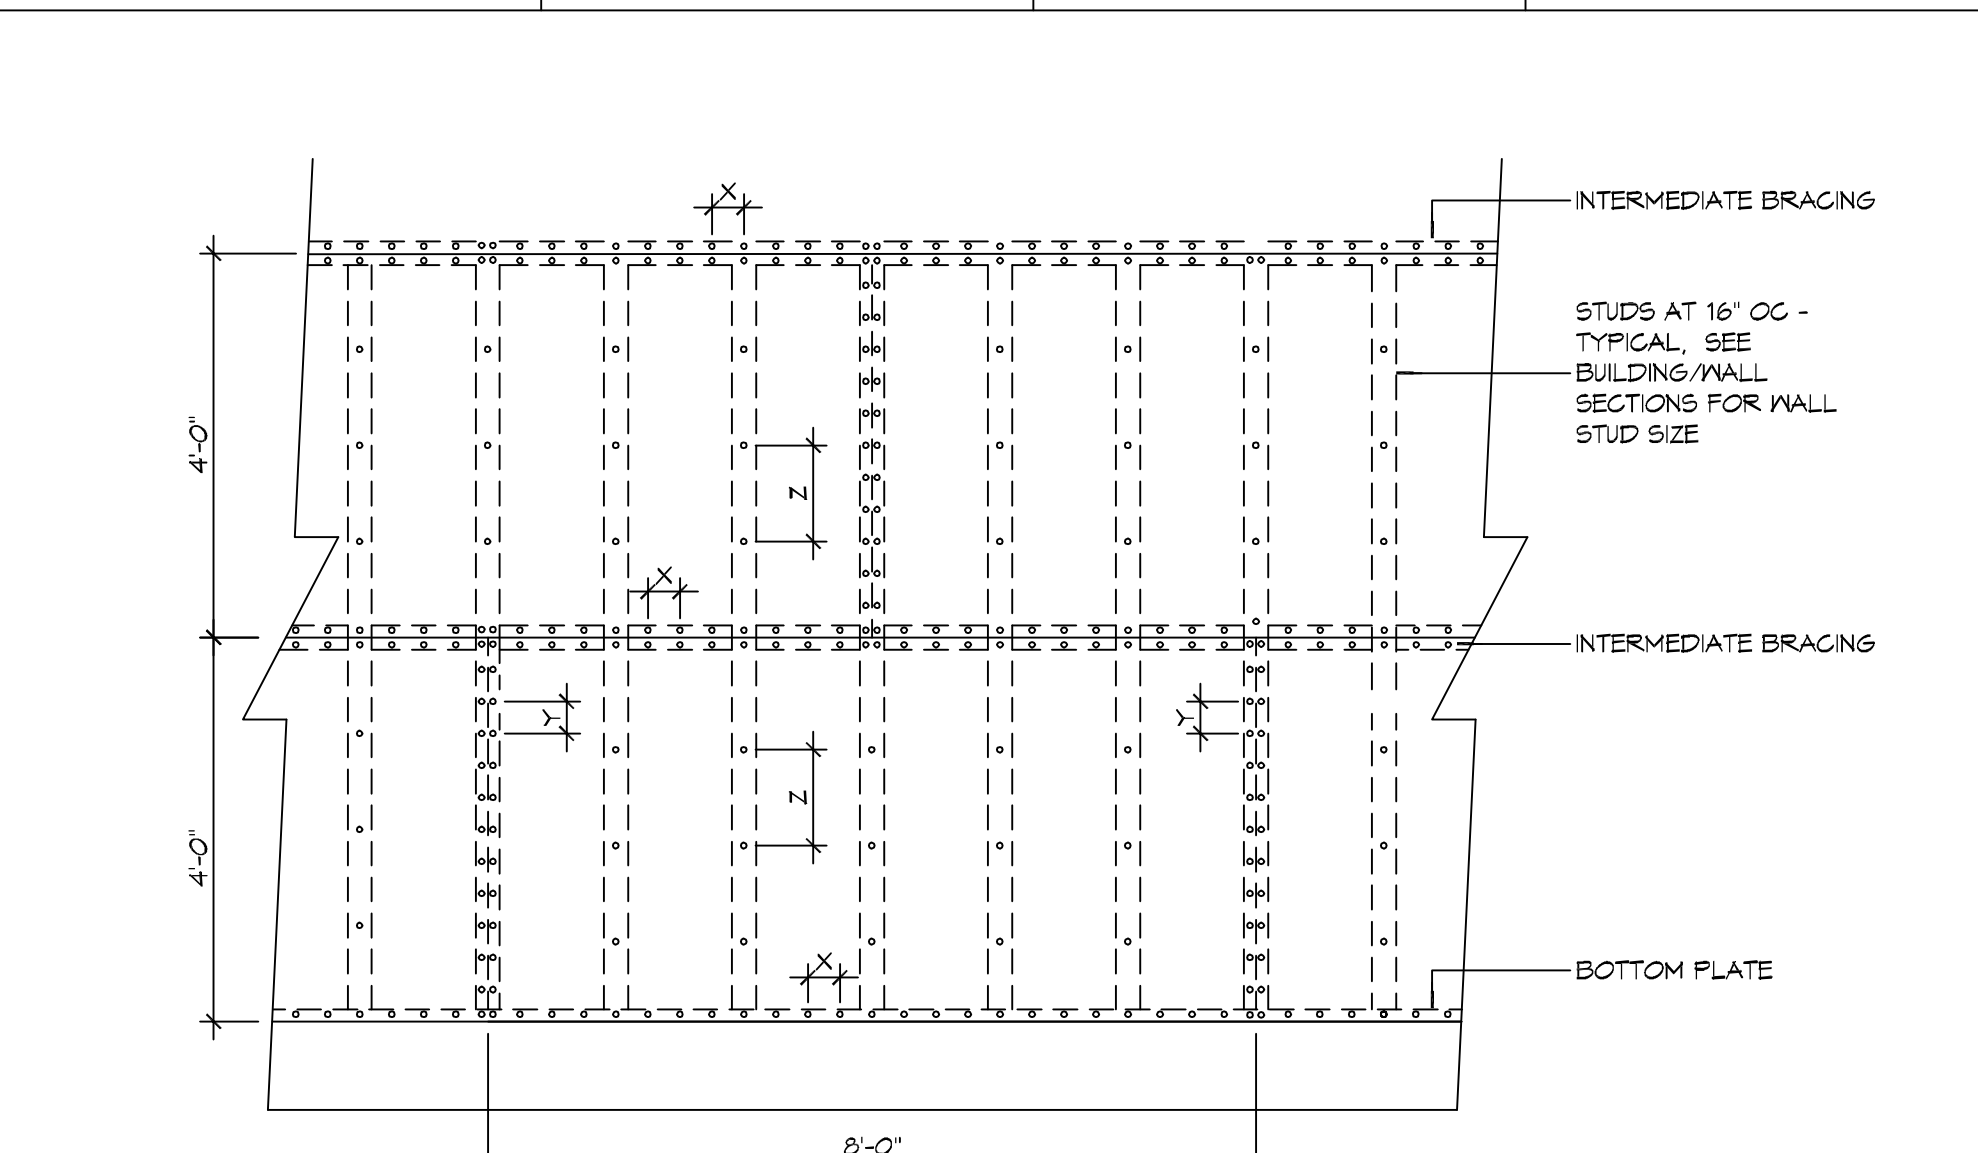 X
INTERMEDIATE BRACING
STUDS AT 16" OC -
TYPICAL, SEE
BUILDING/WALL
SECTIONS FOR WALL
STUD SIZE
4'-0"
Z
X
INTERMEDIATE BRACING
Y
Y
Z
4'-0"
X
BOTTOM PLATE
8'-0"